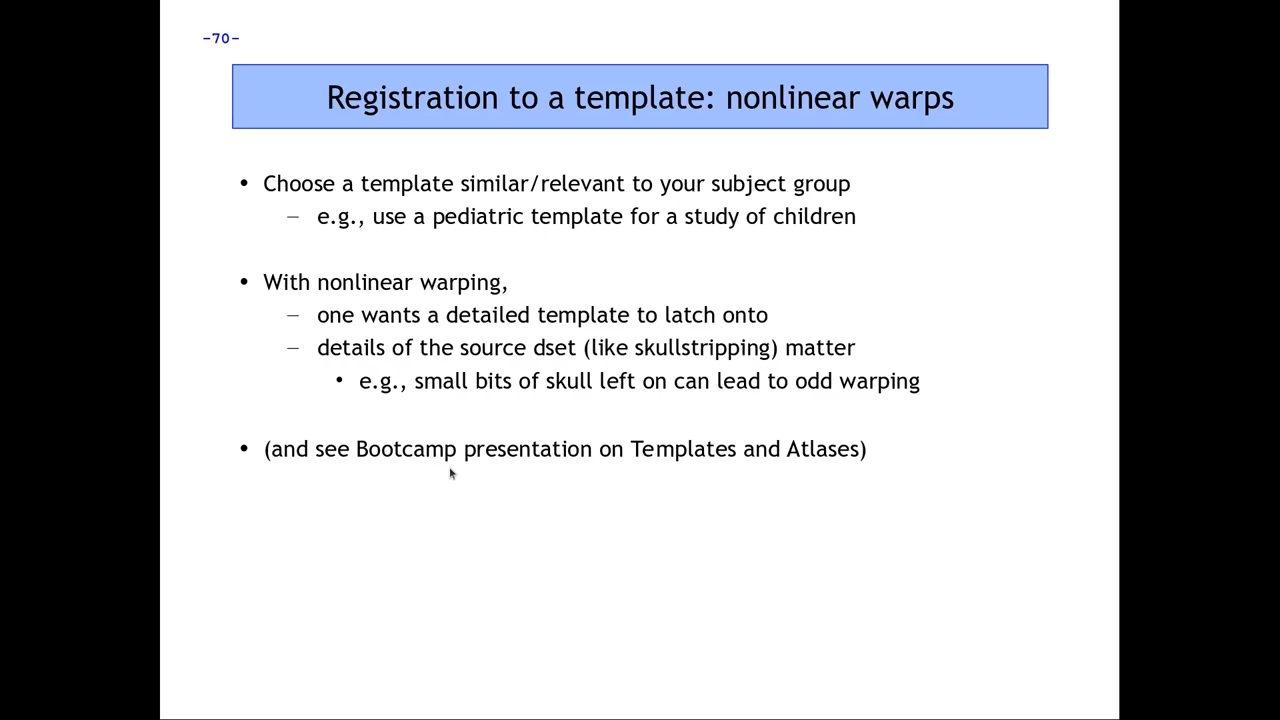 -70-
Registration to a template: nonlinear warps
• Choose a template similar/relevant to your subject group
– e.g., use a pediatric template for a study of children
• With nonlinear warping,
– one wants a detailed template to latch onto
– details of the source dset (like skullstripping) matter
• e.g., small bits of skull left on can lead to odd warping
• (and see Bootcamp presentation on Templates and Atlases)